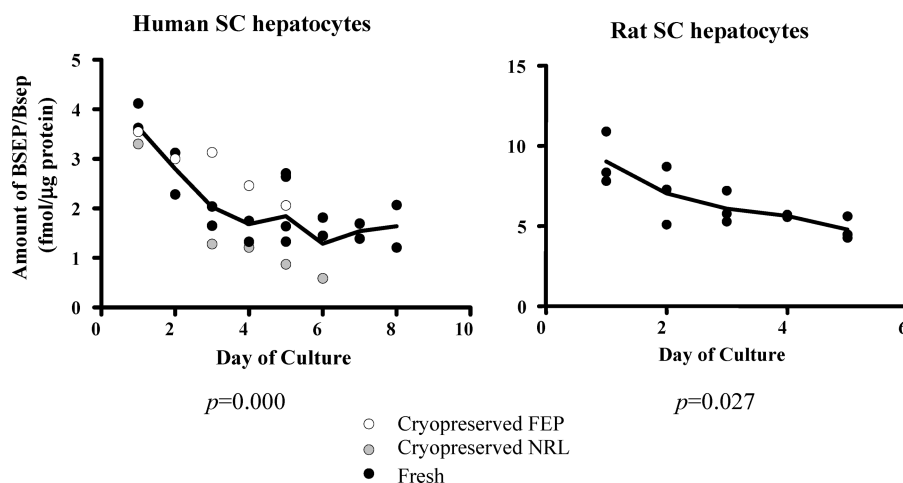 Human SC hepatocytes
Rat SC hepatocytes
Amount of BSEP/Bsep
(fmol/µg protein)
5
4
3
2
1
0
0 2 4 6 8 10
Day of Culture
15
10
5
0
0 2 4 6
Day of Culture
p=0.000
p=0.027
Cryopreserved FEP
Cryopreserved NRL
Fresh